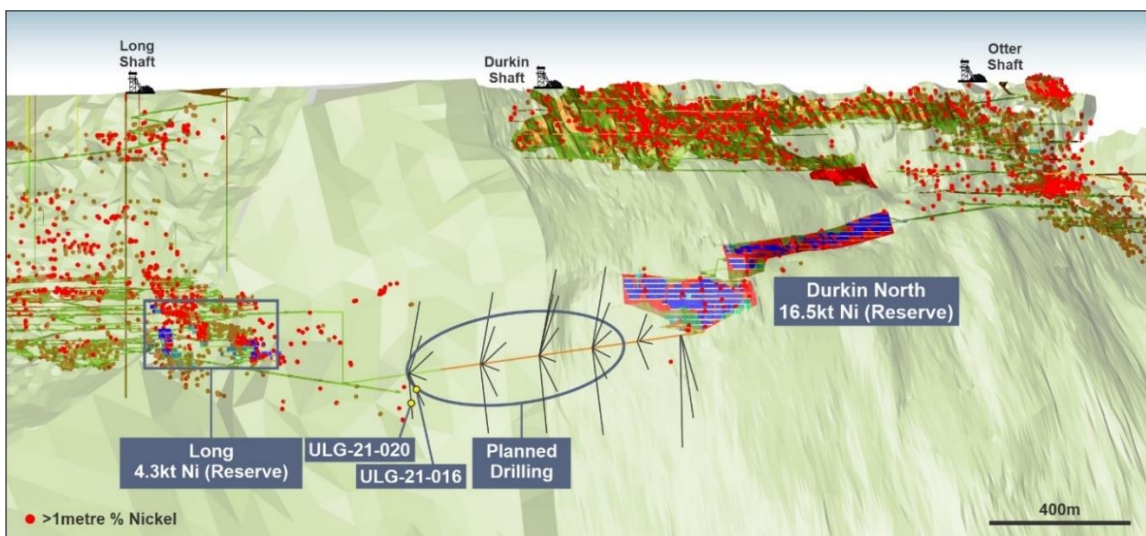 Long
Shaft
Durkin
Shaft
Otter
Shaft
Durkin North
16.5kt Ni (Reserve)
Long
4.3kt Ni (Reserve)
ULG-21-020
ULG-21-016
Planned
Drilling
>1metre % Nickel
400m